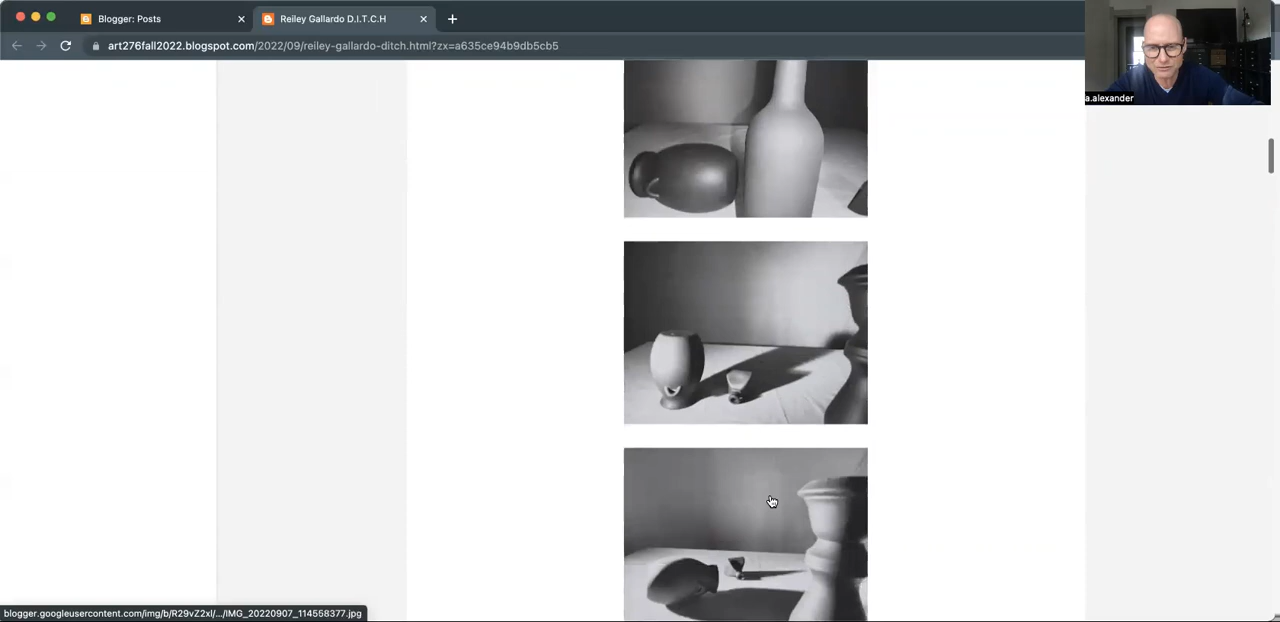 Blogger: Posts
Reiley Gallardo D.I.T.C.H
art276fall2022.blogspot.com/2022/09/reiley-gallardo-ditch.html?zx=a635ce94b9db5cb5
a.alexander
blogger.googleusercontent.com/img/b/R29vZ2xl/.../IMG_20220907_114558377.jpg